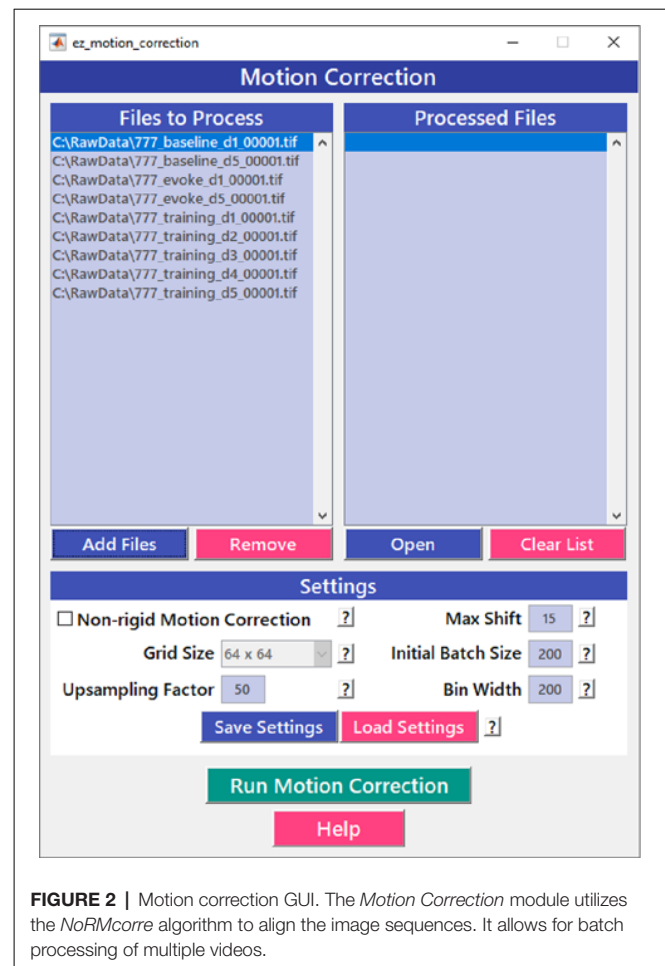 ez_motion_correction
Motion Correction
Files to Process
C:\RawData\777_baseline_d1_00001.tif
C:\RawData\777_baseline_d5_00001.tif
C:\RawData\777_evoke_d1_00001.tif
C:\RawData\777_evoke_d5_00001.tif
C:\RawData\777_training_d1_00001.tif
C:\RawData\777_training_d2_00001.tif
C:\RawData\777_training_d3_00001.tif
C:\RawData\777_training_d4_00001.tif
C:\RawData\777_training_d5_00001.tif
Processed Files
Add Files Remove Open Clear List
Settings
Non-rigid Motion Correction ? Max Shift 15 ?
Grid Size 64 x 64 ? Initial Batch Size 200 ?
Upsampling Factor 50 ? Bin Width 200 ?
Save Settings Load Settings ?
Run Motion Correction
Help
FIGURE 2 | Motion correction GUI. The Motion Correction module utilizes
the NoRMcorre algorithm to align the image sequences. It allows for batch
processing of multiple videos.